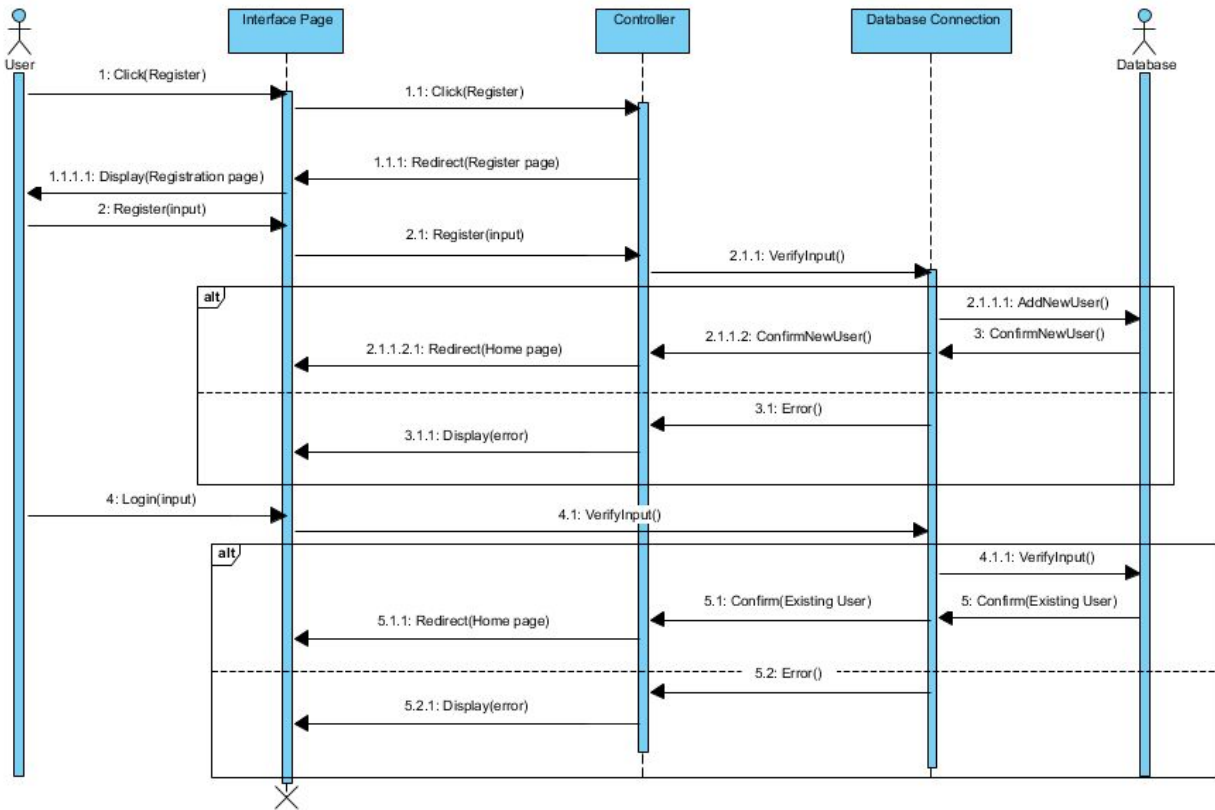 Interface Page
Controller
Database Connection
User
Database
1: Click(Register)
1.1: Click(Register)
1.1.1: Redirect(Register page)
1.1.1.1: Display(Registration page)
2: Register(input)
2.1: Register(input)
2.1.1: VerifyInput()
alt
2.1.1.1: AddNewUser()
3: ConfirmNewUser()
2.1.1.2: ConfirmNewUser()
2.1.1.2.1: Redirect(Home page)
3.1: Error()
3.1.1: Display(error)
4: Login(input)
4.1: VerifyInput()
alt
4.1.1: VerifyInput()
5: Confirm(Existing User)
5.1: Confirm(Existing User)
5.1.1: Redirect(Home page)
5.2: Error()
5.2.1: Display(error)